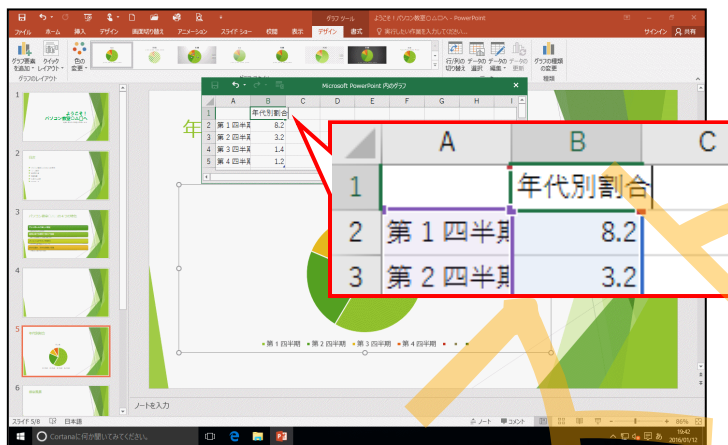 グラフ ツール
ようこそ！パソコン教室○△□へ - PowerPoint
ファイル ホーム 挿入 デザイン 画面切り替え アニメーション スライド ショー 校閲 表示 デザイン 書式 実行したい作業を入力してください... サインイン 共有
グラフ要素を追加 クイックレイアウト 色の変更
行/列の切り替え データの選択 データの編集 データの更新 グラフの種類の変更
グラフのレイアウト
種類
Microsoft PowerPoint 内のグラフ
A B C D E F G H I
1 年代別割合
2 第 1 四半期 8.2
3 第 2 四半期 3.2
4 第 3 四半期 1.4
5 第 4 四半期 1.2
A B C
1 年代別割合
2 第 1 四半期 8.2
3 第 2 四半期 3.2
1
ようこそ！
パソコン教室○△□へ
2
3
4
5
6
年
第 1 四半期 第 2 四半期 第 3 四半期 第 4 四半期
ノートを入力
スライド 5/8 日本語 ノート コメント 86%
Cortanaに何か聞いてみてください。
19:42
2016/01/12